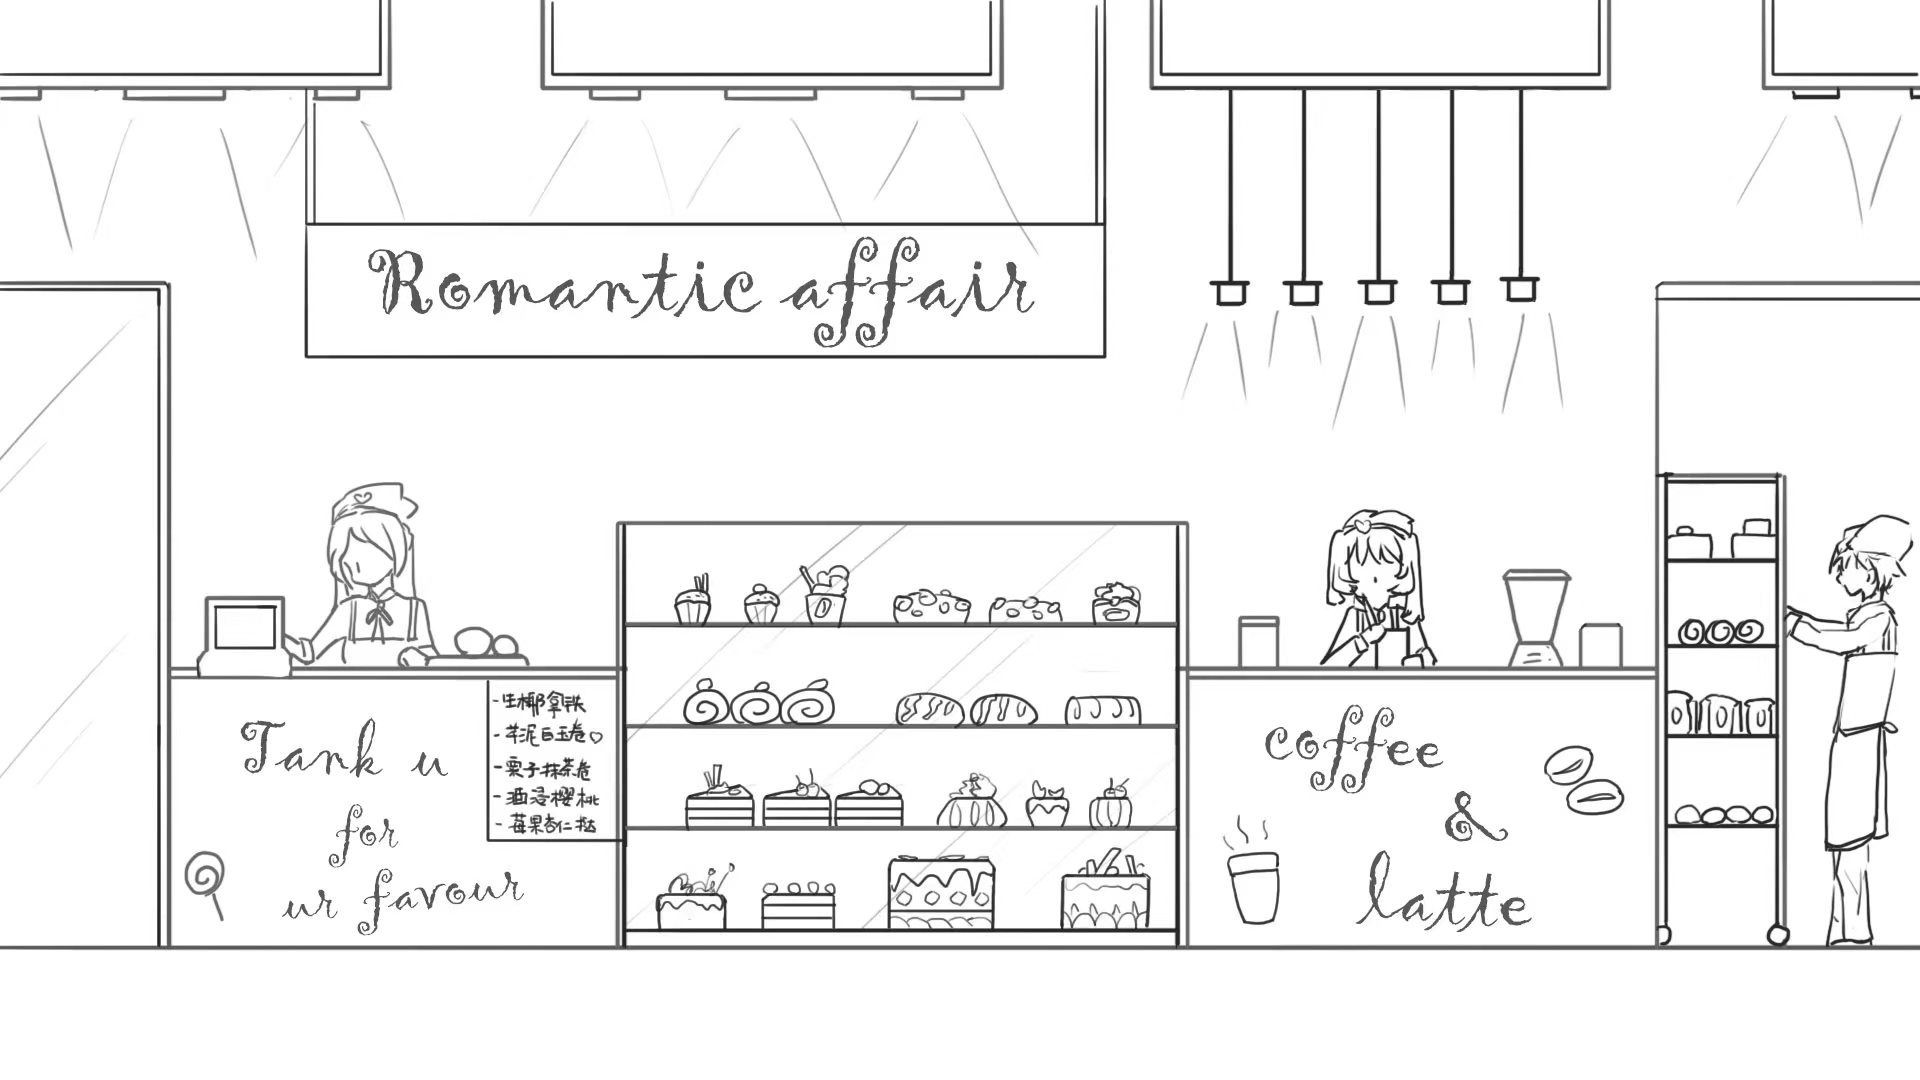 Romantic affair
Tank u
for
ur favour
-生椰拿铁
-芋泥白玉卷♡
-栗子抹茶卷
-酒浸樱桃
-莓果杏仁挞
coffee
&
latte